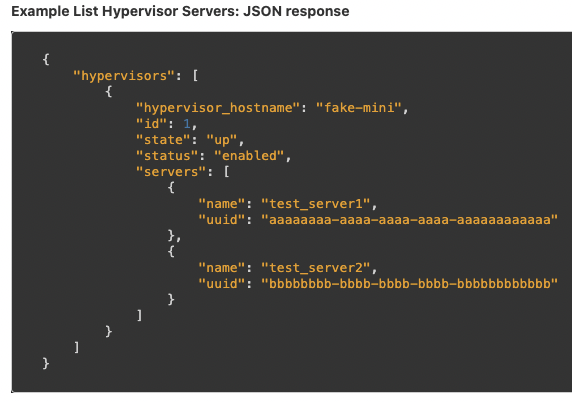 Example List Hypervisor Servers: JSON response
{
    "hypervisors": [
        {
            "hypervisor_hostname": "fake-mini",
            "id": 1,
            "state": "up",
            "status": "enabled",
            "servers": [
                {
                    "name": "test_server1",
                    "uuid": "aaaaaaaa-aaaa-aaaa-aaaa-aaaaaaaaaaaa"
                },
                {
                    "name": "test_server2",
                    "uuid": "bbbbbbbb-bbbb-bbbb-bbbb-bbbbbbbbbbbb"
                }
            ]
        }
    ]
}